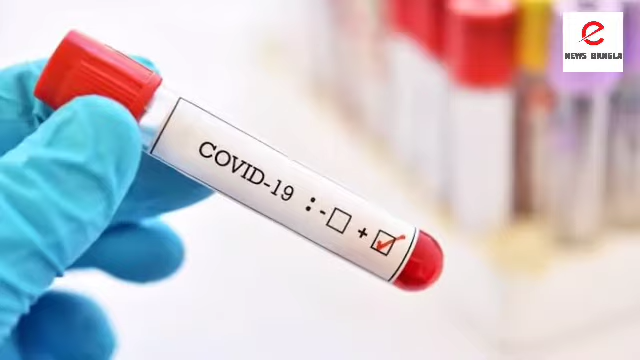 e
NEWS BANGLA
COVID-19 : - ☐ + ☑